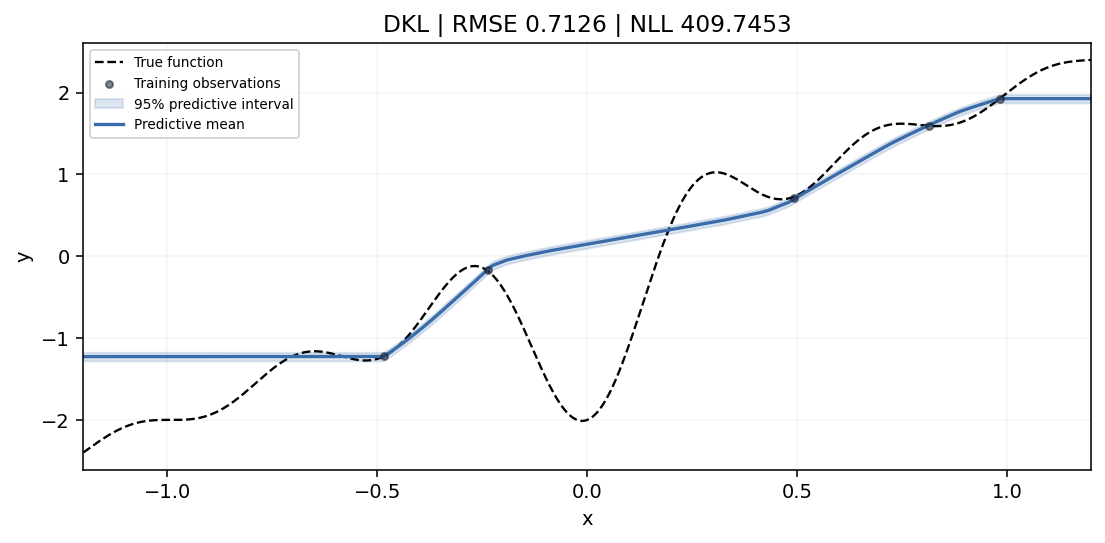 DKL | RMSE 0.7126 | NLL 409.7453
True function
Training observations
95% predictive interval
Predictive mean
y
2
1
0
−1
−2
−1.0
−0.5
0.0
0.5
1.0
x